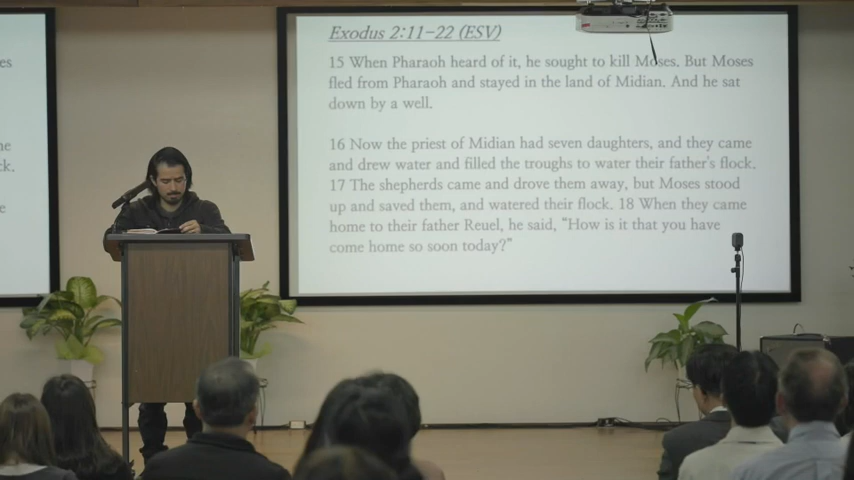 es
he
ck.
e
Exodus 2:11-22 (ESV)
15 When Pharaoh heard of it, he sought to kill Moses. But Moses
fled from Pharaoh and stayed in the land of Midian. And he sat
down by a well.
16 Now the priest of Midian had seven daughters, and they came
and drew water and filled the troughs to water their father's flock.
17 The shepherds came and drove them away, but Moses stood
up and saved them, and watered their flock. 18 When they came
home to their father Reuel, he said, "How is it that you have
come home so soon today?"